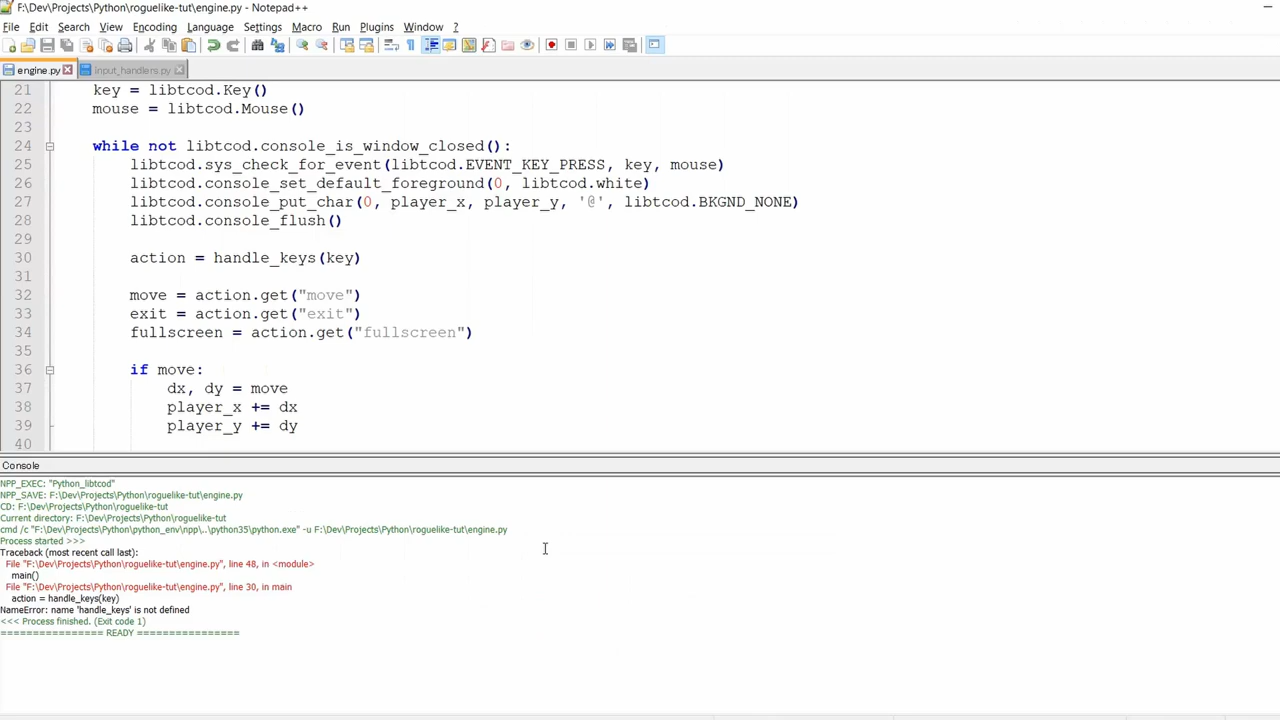 F:\Dev\Projects\Python\roguelike-tut\engine.py - Notepad++
File Edit Search View Encoding Language Settings Macro Run Plugins Window ?
engine.py input_handlers.py
21 key = libtcod.Key()
22 mouse = libtcod.Mouse()
23
24 while not libtcod.console_is_window_closed():
25 libtcod.sys_check_for_event(libtcod.EVENT_KEY_PRESS, key, mouse)
26 libtcod.console_set_default_foreground(0, libtcod.white)
27 libtcod.console_put_char(0, player_x, player_y, '@', libtcod.BKGND_NONE)
28 libtcod.console_flush()
29
30 action = handle_keys(key)
31
32 move = action.get("move")
33 exit = action.get("exit")
34 fullscreen = action.get("fullscreen")
35
36 if move:
37 dx, dy = move
38 player_x += dx
39 player_y += dy
40
Console
NPP_EXEC: "Python_libtcod"
NPP_SAVE: F:\Dev\Projects\Python\roguelike-tut\engine.py
CD: F:\Dev\Projects\Python\roguelike-tut
Current directory: F:\Dev\Projects\Python\roguelike-tut
cmd /c "F:\Dev\Projects\Python\python_env\npp\..\python35\python.exe" -u F:\Dev\Projects\Python\roguelike-tut\engine.py
Process started >>>
Traceback (most recent call last):
File "F:\Dev\Projects\Python\roguelike-tut\engine.py", line 48, in <module>
main()
File "F:\Dev\Projects\Python\roguelike-tut\engine.py", line 30, in main
action = handle_keys(key)
NameError: name 'handle_keys' is not defined
<<< Process finished. (Exit code 1)
================ READY ================